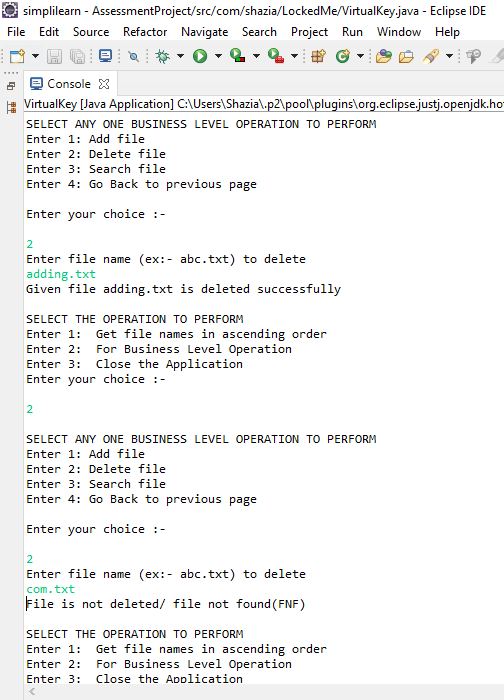 simplilearn - AssessmentProject/src/com/shazia/LockedMe/VirtualKey.java - Eclipse IDE
File Edit Source Refactor Navigate Search Project Run Window Help
Console
VirtualKey [Java Application] C:\Users\Shazia\.p2\pool\plugins\org.eclipse.justj.openjdk.ho
SELECT ANY ONE BUSINESS LEVEL OPERATION TO PERFORM
Enter 1: Add file
Enter 2: Delete file
Enter 3: Search file
Enter 4: Go Back to previous page
Enter your choice :-
2
Enter file name (ex:- abc.txt) to delete
adding.txt
Given file adding.txt is deleted successfully
SELECT THE OPERATION TO PERFORM
Enter 1:  Get file names in ascending order
Enter 2:  For Business Level Operation
Enter 3:  Close the Application
Enter your choice :-
2
SELECT ANY ONE BUSINESS LEVEL OPERATION TO PERFORM
Enter 1: Add file
Enter 2: Delete file
Enter 3: Search file
Enter 4: Go Back to previous page
Enter your choice :-
2
Enter file name (ex:- abc.txt) to delete
com.txt
File is not deleted/ file not found(FNF)
SELECT THE OPERATION TO PERFORM
Enter 1:  Get file names in ascending order
Enter 2:  For Business Level Operation
Enter 3:  Close the Application